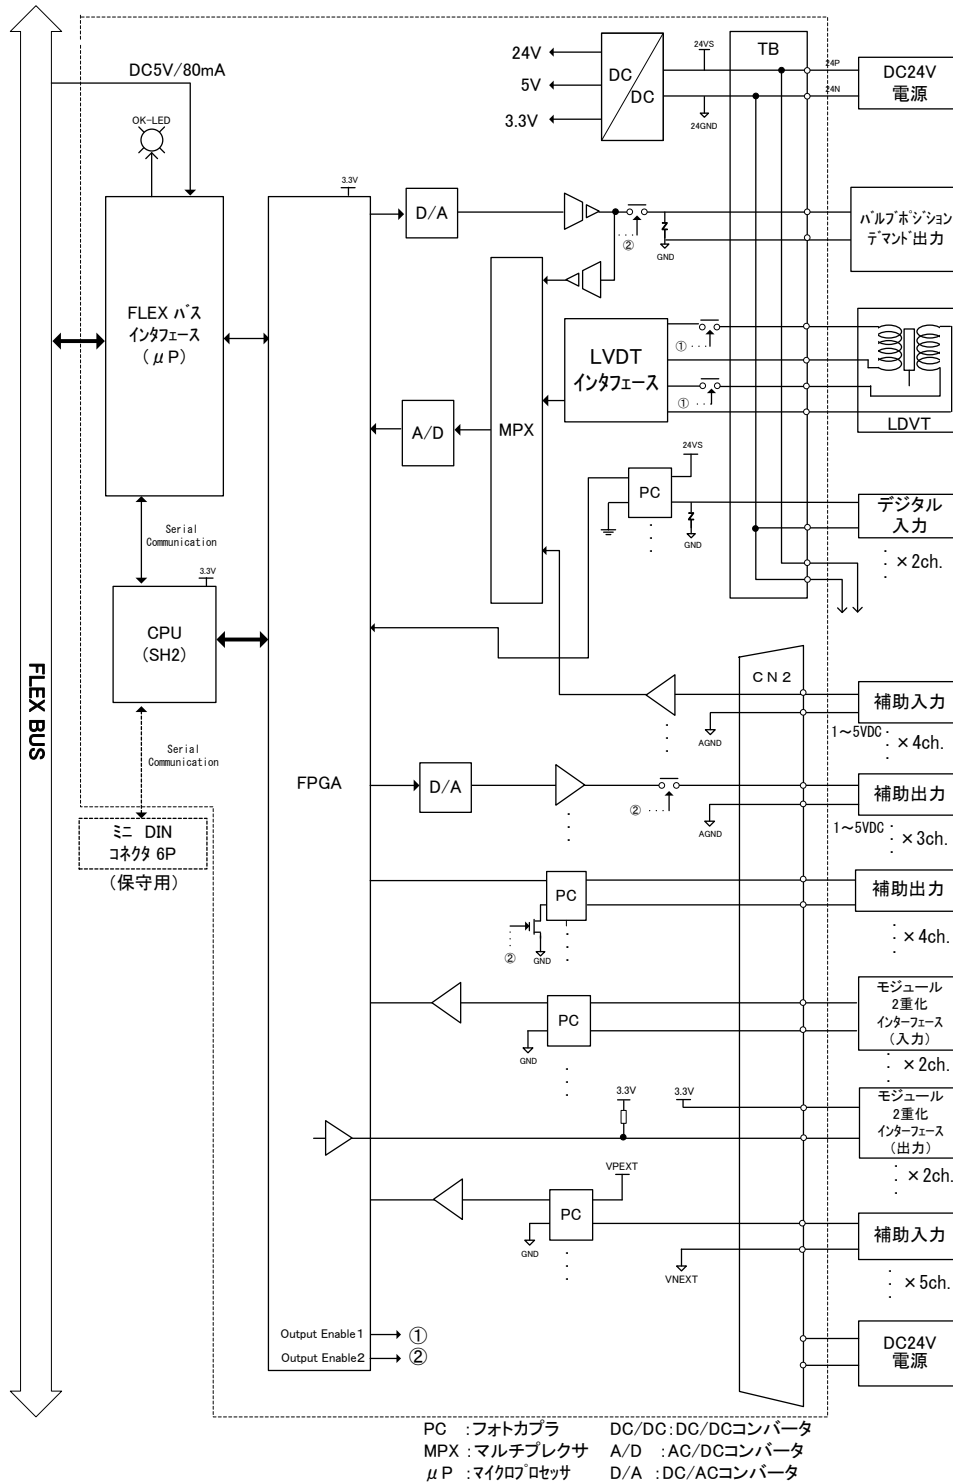 DC5V/80mA
OK-LED
24V
5V
3.3V
DC
DC
24VS
24GND
TB
24P
24N
DC24V
電源
3.3V
D/A
②
GND
バルブポジション
デマンド出力
FLEX バス
インタフェース
(μP)
MPX
A/D
LVDT
インタフェース
①
①
LDVT
24VS
PC
GND
デジタル
入力
×2ch.
Serial
Communication
3.3V
CPU
(SH2)
FLEX BUS
Serial
Communication
ミニ DIN
コネクタ 6P
(保守用)
FPGA
CN2
補助入力
AGND
1～5VDC
×4ch.
D/A
②
AGND
補助出力
1～5VDC
×3ch.
PC
②
GND
補助出力
×4ch.
PC
GND
モジュール
2重化
インターフェース
(入力)
×2ch.
3.3V
3.3V
モジュール
2重化
インターフェース
(出力)
×2ch.
VPEXT
PC
GND
VNEXT
補助入力
×5ch.
Output Enable1
①
Output Enable2
②
DC24V
電源
PC :フォトカプラ DC/DC:DC/DCコンバータ
MPX :マルチプレクサ A/D :AC/DCコンバータ
μP :マイクロプロセッサ D/A :DC/ACコンバータ